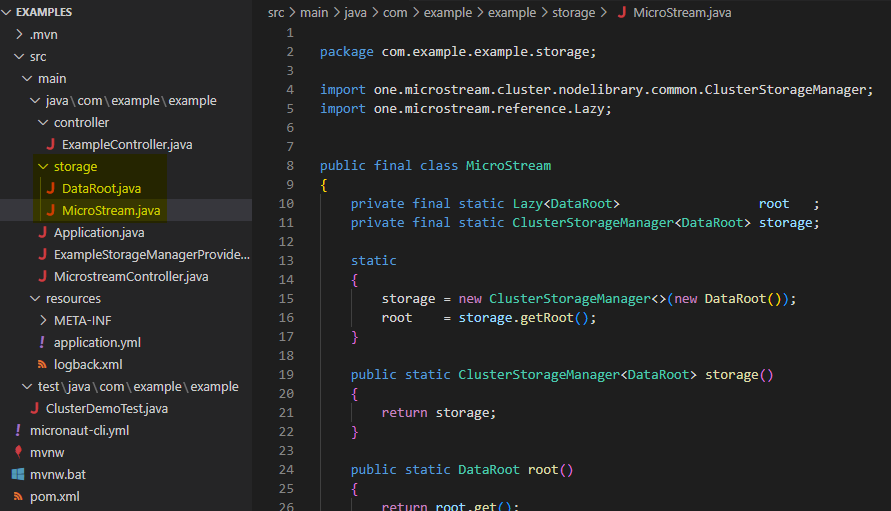 EXAMPLES
.mvn
src
main
java\com\example\example
controller
ExampleController.java
storage
DataRoot.java
MicroStream.java
Application.java
ExampleStorageManagerProvide...
MicrostreamController.java
resources
META-INF
application.yml
logback.xml
test\java\com\example\example
ClusterDemoTest.java
micronaut-cli.yml
mvnw
mvnw.bat
pom.xml
src > main > java > com > example > example > storage > J MicroStream.java
1
2 package com.example.example.storage;
3
4 import one.microstream.cluster.nodelibrary.common.ClusterStorageManager;
5 import one.microstream.reference.Lazy;
6
7
8 public final class MicroStream
9 {
10 private final static Lazy<DataRoot> root ;
11 private final static ClusterStorageManager<DataRoot> storage;
12
13 static
14 {
15 storage = new ClusterStorageManager<>(new DataRoot());
16 root = storage.getRoot();
17 }
18
19 public static ClusterStorageManager<DataRoot> storage()
20 {
21 return storage;
22 }
23
24 public static DataRoot root()
25 {
26 return root.get();